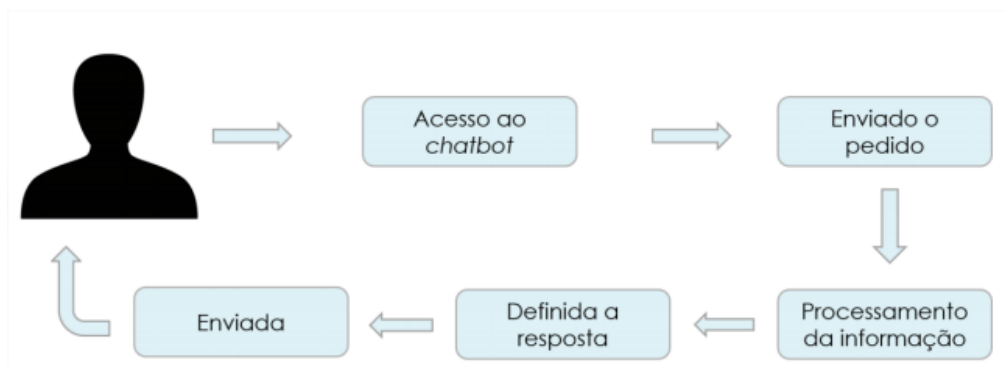 Acesso ao
chatbot
Enviado o
pedido
Processamento
da informação
Definida a
resposta
Enviada